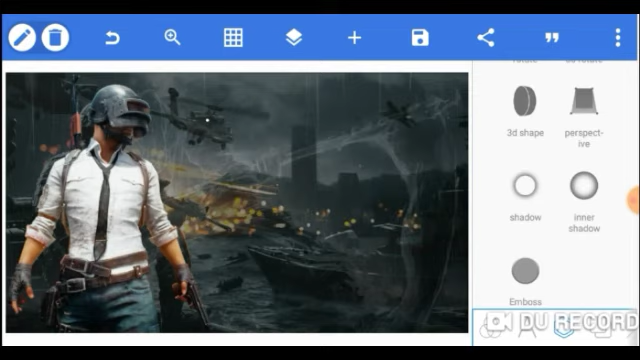 3d shape
perspect-
ive
shadow
inner
shadow
Emboss
DU RECORD